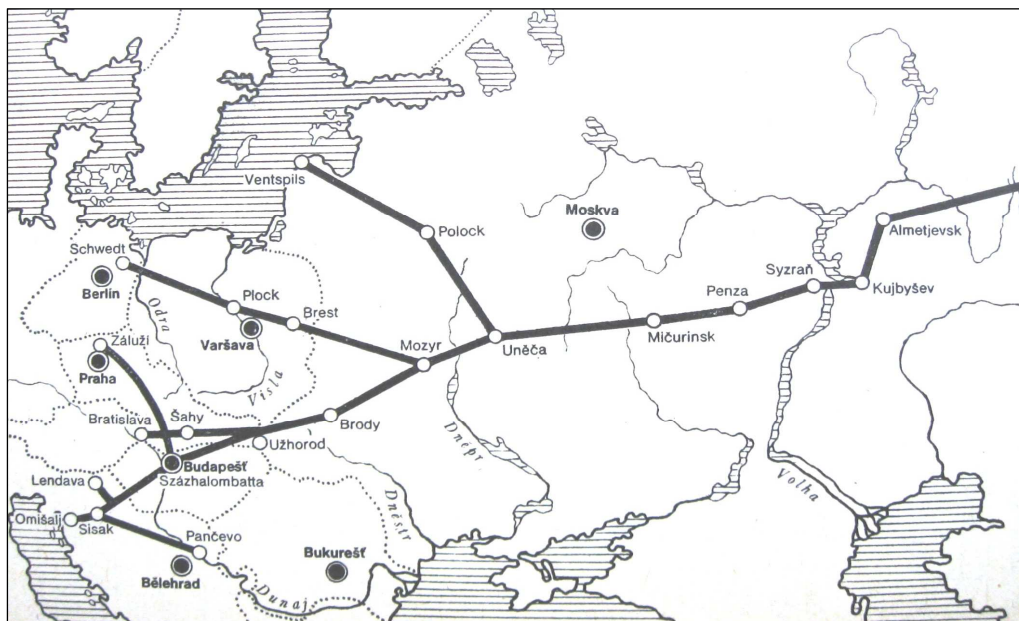 Ventspils
Polock
Moskva
Almetjevsk
Schwedt
Berlín
Odra
Plock
Brest
Varšava
Visla
Syzraň
Kujbyšev
Penza
Mičurinsk
Uněča
Mozyr
Záluží
Praha
Bratislava
Šahy
Užhorod
Brody
Dněpr
Budapešť
Százhalombatta
Lendava
Omišalj
Sisak
Pančevo
Bělehrad
Bukurešť
Dněstr
Dunaj
Volha